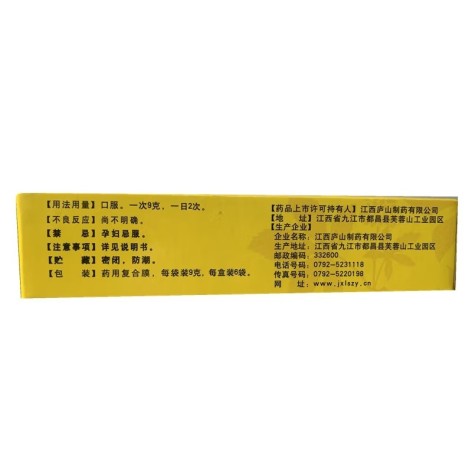 【用法用量】口服。一次9克，一日2次。
【不良反应】尚不明确。
【禁 忌】孕妇忌服。
【注意事项】详见说明书。
【贮 藏】密闭，防潮。
【包 装】药用复合膜，每袋装9克，每盒装6袋。
【药品上市许可持有人】江西庐山制药有限公司
【地 址】江西省九江市都昌县芙蓉山工业园区
【生产企业】
企业名称：江西庐山制药有限公司
生产地址：江西省九江市都昌县芙蓉山工业园区
邮政编码：332600
电话号码：0792-5231118
传真号码：0792-5220198
网 址：www.jxlszy.cn